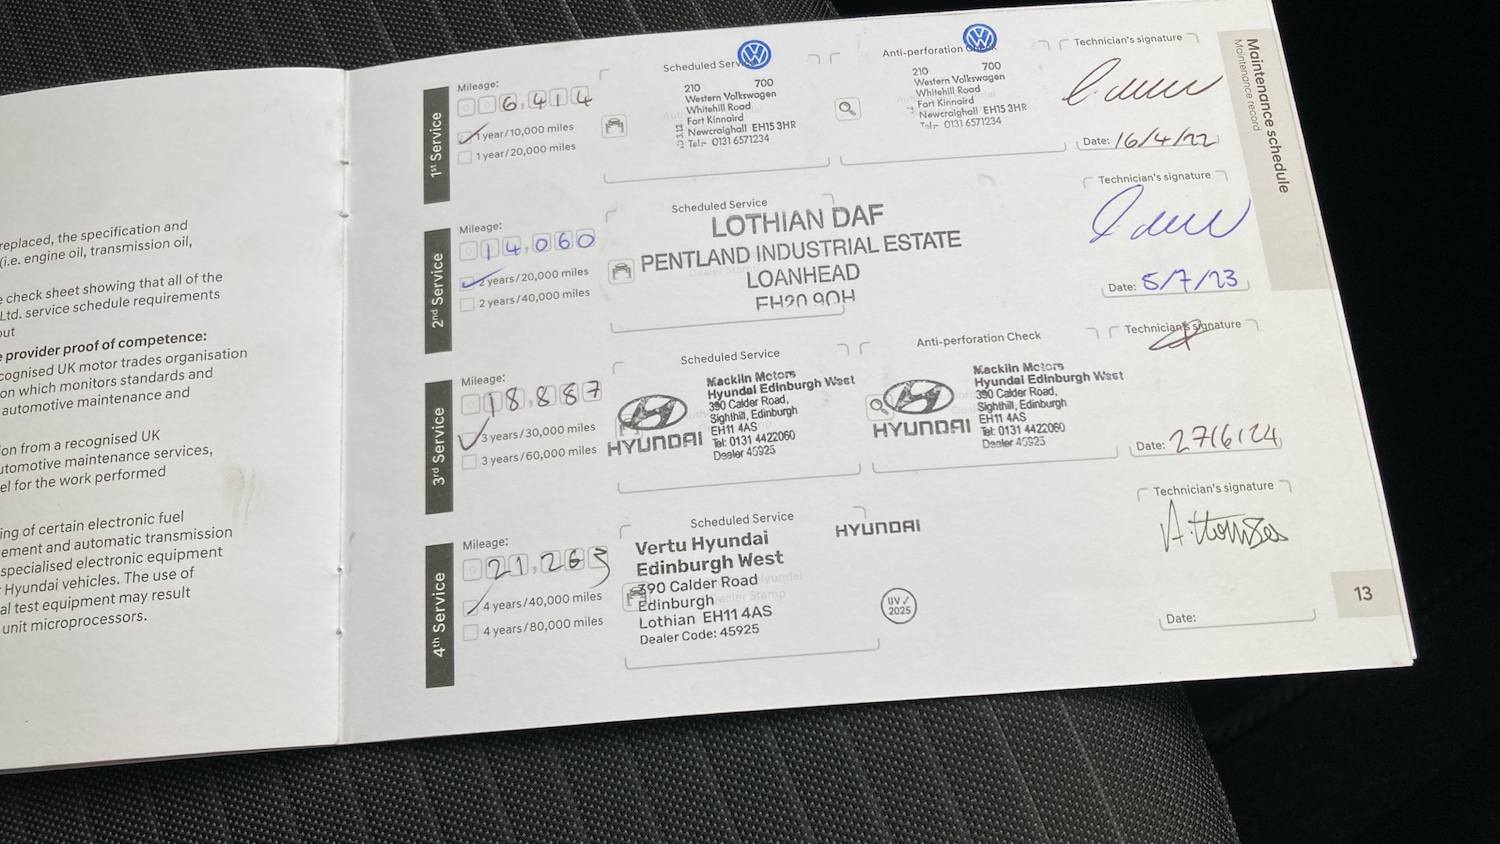 replaced, the specification and
(i.e. engine oil, transmission oil,
check sheet showing that all of the
Ltd. service schedule requirements
out
provider proof of competence:
cognised UK motor trades organisation
on which monitors standards and
automotive maintenance and
ion from a recognised UK
utomotive maintenance services,
el for the work performed
ing of certain electronic fuel
ement and automatic transmission
specialised electronic equipment
Hyundai vehicles. The use of
al test equipment may result
unit microprocessors.
Maintenance schedule
Maintenance record
1st Service
Mileage:
6,414
1 year/10,000 miles
1 year/20,000 miles
Scheduled Serv
210 700
Western Volkswagen
Whitehill Road
Fort Kinnaird
Newcraighall EH15 3HR
Tel:- 0131 6571234
Anti-perforation
210 700
Western Volkswagen
Whitehill Road
Fort Kinnaird
Newcraighall EH15 3HR
Tel:- 0131 6571234
Technician's signature
Date: 16/4/22
2nd Service
Mileage:
14,060
2 years/20,000 miles
2 years/40,000 miles
Scheduled Service
LOTHIAN DAF
PENTLAND INDUSTRIAL ESTATE
LOANHEAD
EH20 9QH
Technician's signature
Date: 5/7/23
3rd Service
Mileage:
18,887
3 years/30,000 miles
3 years/60,000 miles
Scheduled Service
HYUNDAI
Macklin Motors
Hyundai Edinburgh West
390 Calder Road,
Sighthill, Edinburgh
EH11 4AS
Tel: 0131 4422060
Dealer 45925
Anti-perforation Check
HYUNDAI
Macklin Motors
Hyundai Edinburgh West
390 Calder Road,
Sighthill, Edinburgh
EH11 4AS
Tel: 0131 4422060
Dealer 45925
Technician's signature
Date: 27/6/24
4th Service
Mileage:
21,265
4 years/40,000 miles
4 years/80,000 miles
Scheduled Service
HYUNDAI
Vertu Hyundai
Edinburgh West
390 Calder Road
Edinburgh
Lothian EH11 4AS
Dealer Code: 45925
UV ✓
2025
Technician's signature
Date:
13